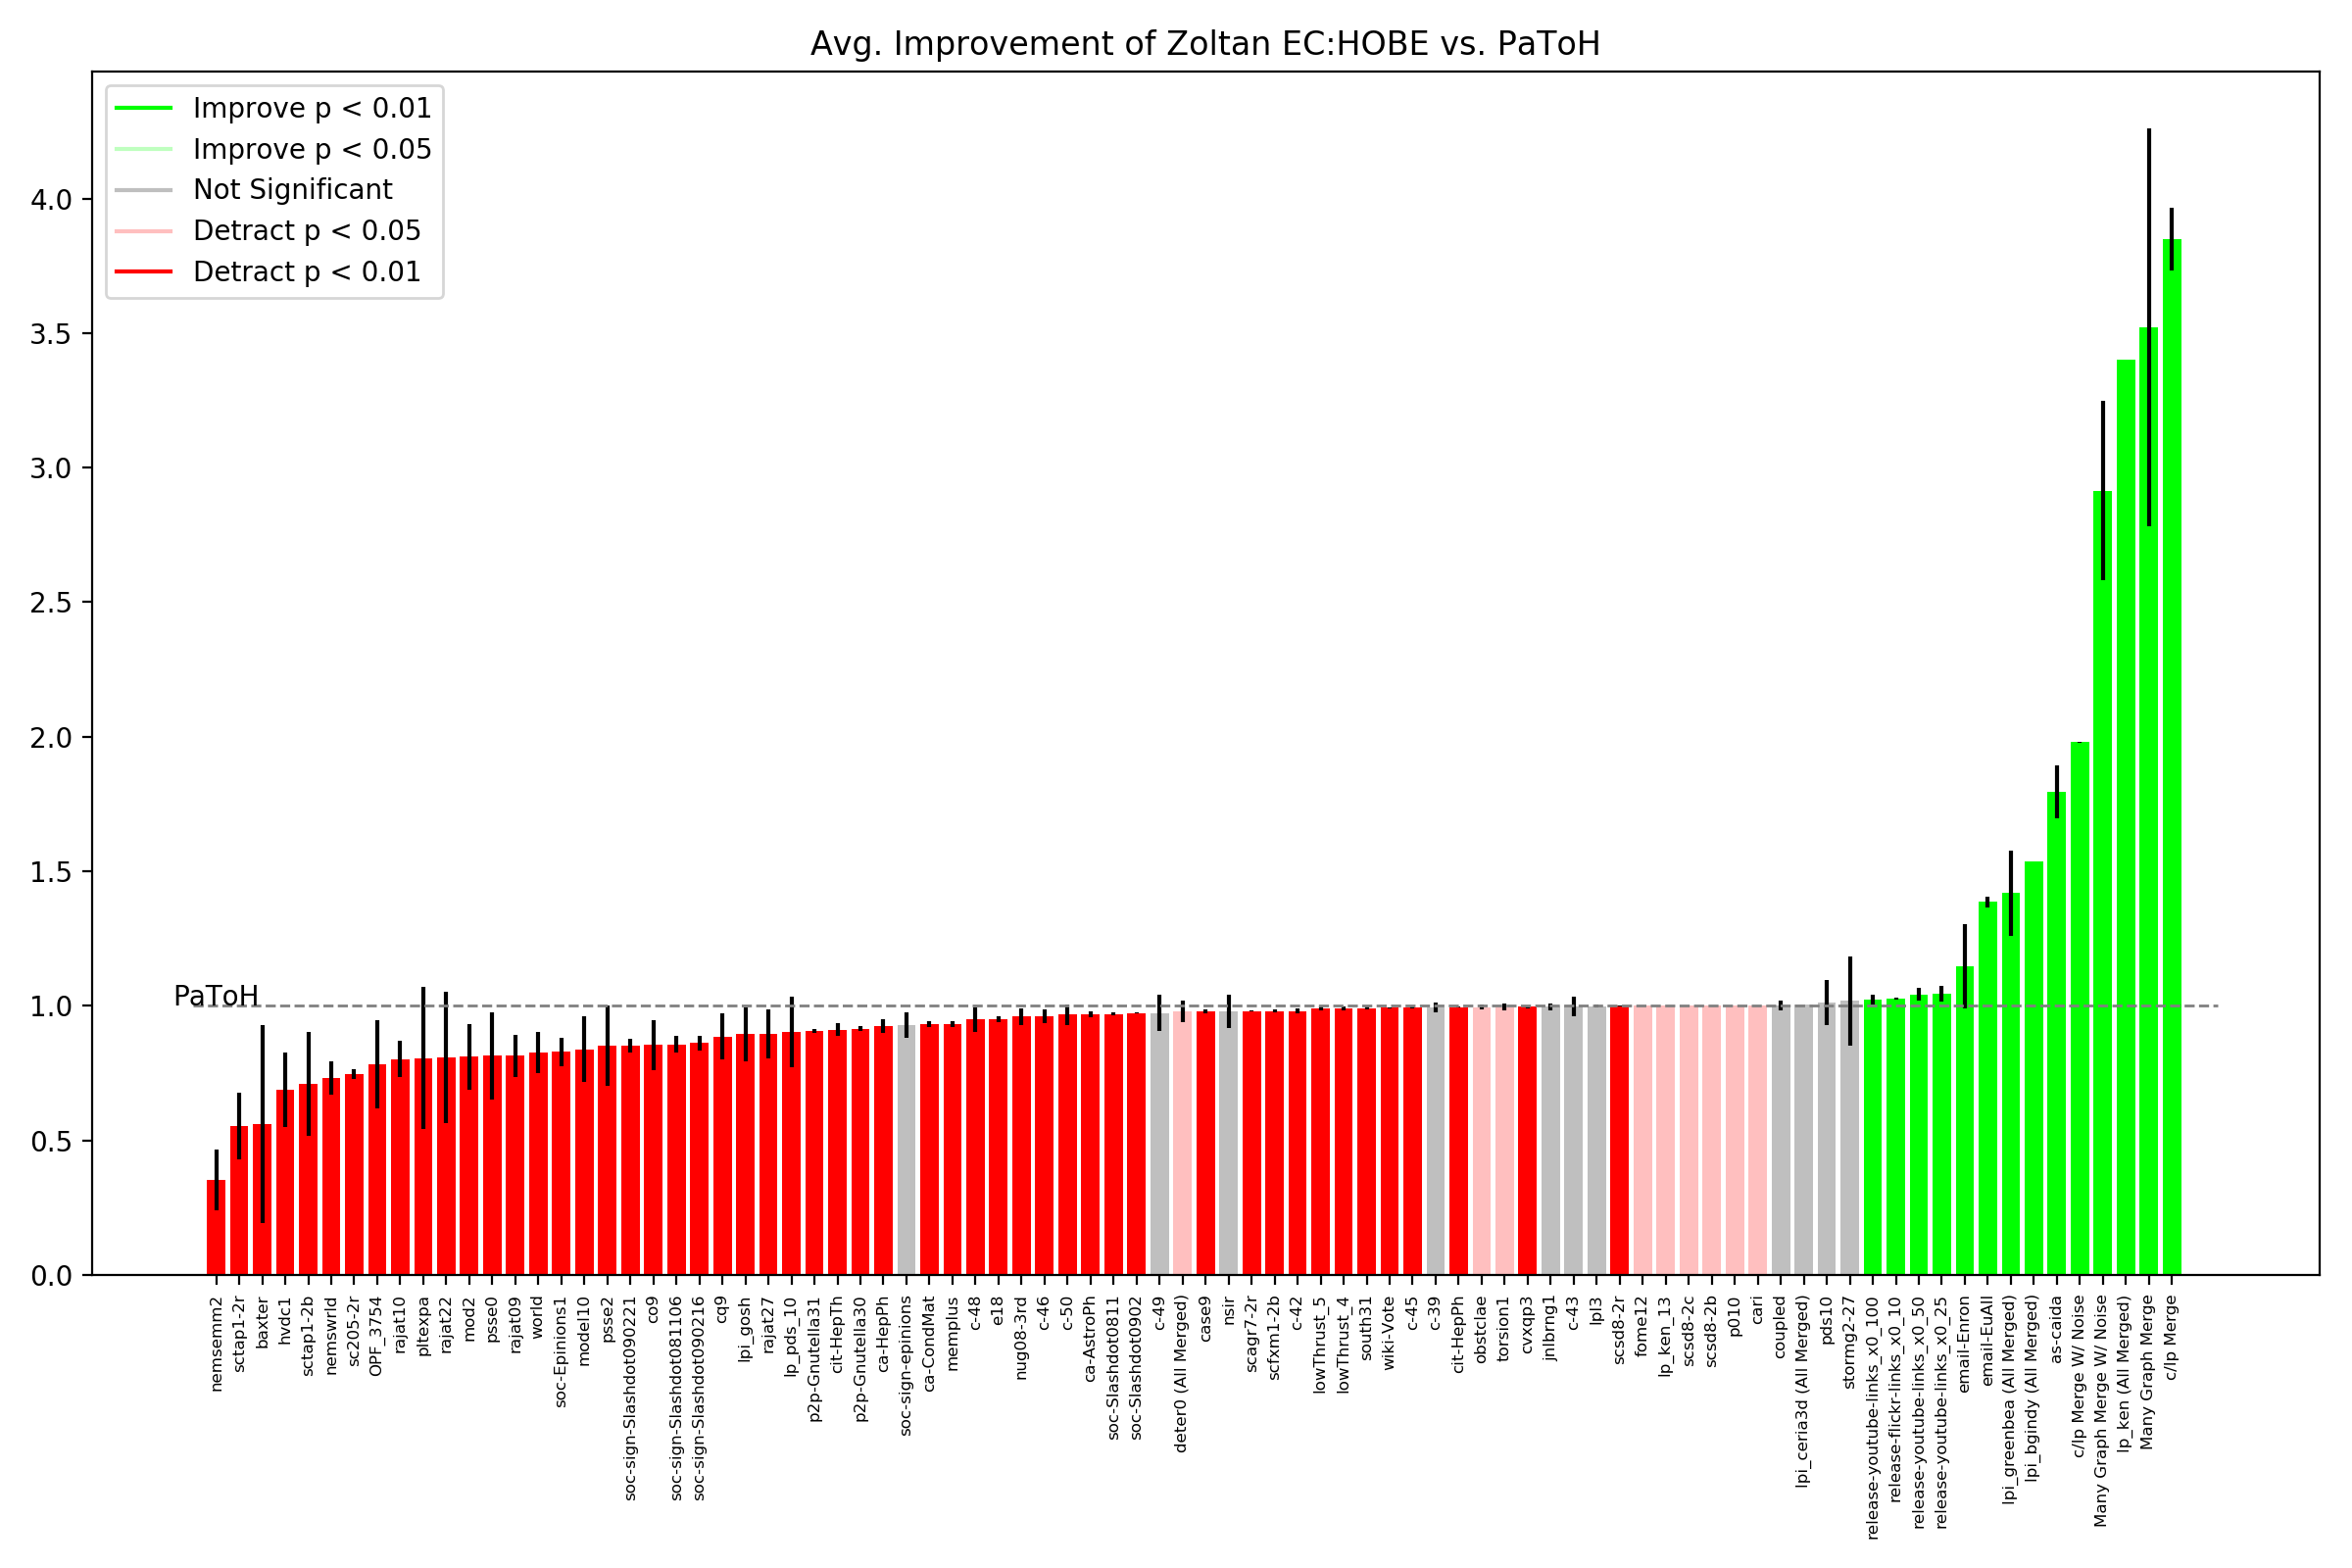 Avg. Improvement of Zoltan EC:HOBE vs. PaToH
Improve p < 0.01
Improve p < 0.05
Not Significant
Detract p < 0.05
Detract p < 0.01
4.0
3.5
3.0
2.5
2.0
1.5
1.0
0.5
0.0
PaToH
nemsemm2
sctap1-2r
baxter
hvdc1
sctap1-2b
nemswrld
sc205-2r
OPF_3754
rajat10
pltexpa
rajat22
mod2
psse0
rajat09
world
soc-Epinions1
model10
psse2
soc-sign-Slashdot090221
co9
soc-sign-Slashdot081106
soc-sign-Slashdot090216
cq9
lpi_gosh
rajat27
lp_pds_10
p2p-Gnutella31
cit-HepTh
p2p-Gnutella30
ca-HepPh
soc-sign-epinions
ca-CondMat
memplus
c-48
e18
nug08-3rd
c-46
c-50
ca-AstroPh
soc-Slashdot0811
soc-Slashdot0902
c-49
deter0 (All Merged)
case9
nsir
scagr7-2r
scfxm1-2b
c-42
lowThrust_5
lowThrust_4
south31
wiki-Vote
c-45
c-39
cit-HepPh
obstclae
torsion1
cvxqp3
jnlbrng1
c-43
lpl3
scsd8-2r
fome12
lp_ken_13
scsd8-2c
scsd8-2b
p010
cari
coupled
lpi_ceria3d (All Merged)
pds10
stormg2-27
release-youtube-links_x0_100
release-flickr-links_x0_10
release-youtube-links_x0_50
release-youtube-links_x0_25
email-Enron
email-EuAll
lpi_greenbea (All Merged)
lpi_bgindy (All Merged)
as-caida
c/lp Merge W/ Noise
Many Graph Merge W/ Noise
lp_ken (All Merged)
Many Graph Merge
c/lp Merge